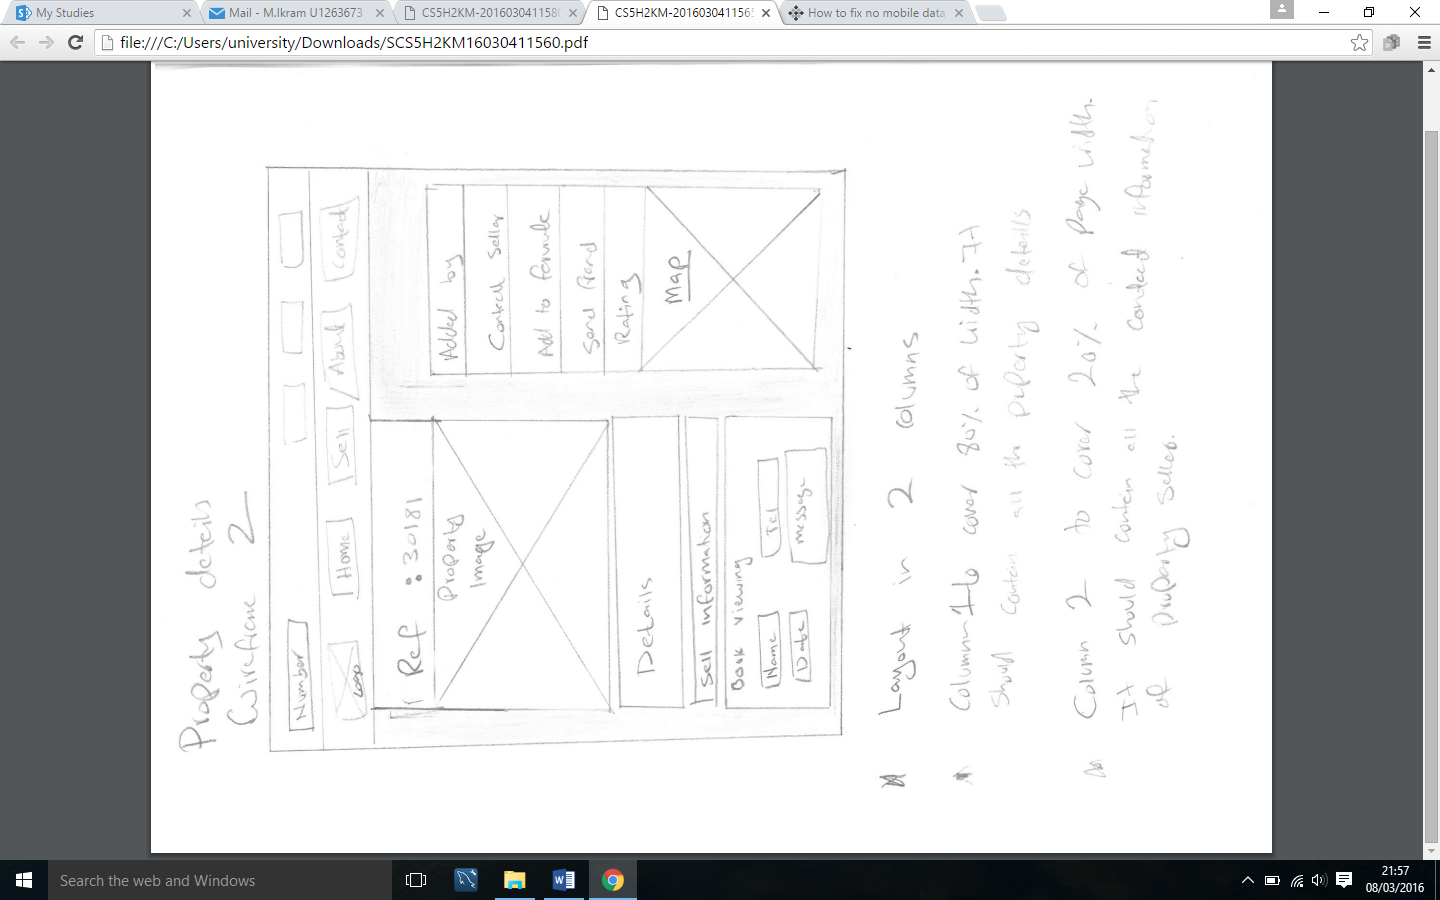 My Studies
Mail - M.Ikram U1263673
CS5H2KM-2016030411580
CS5H2KM-2016030411565
How to fix no mobile data
file:///C:/Users/university/Downloads/SCS5H2KM16030411560.pdf
Property details
Wireframe 2
Number
Logo
Home
Sell
About
Contact
Ref : 30181
Property
Image
Details
Sell information
Book viewing
Name
Tel
Date
message
Added by
Contact Seller
Add to
Send friend
Rating
Map
Layout in 2 columns
Column 1 to cover 80% of width. It
should contain all the property details
Column 2 to cover 20% of page width.
It should contain all the contact information
of property seller.
Search the web and Windows
21:57
08/03/2016